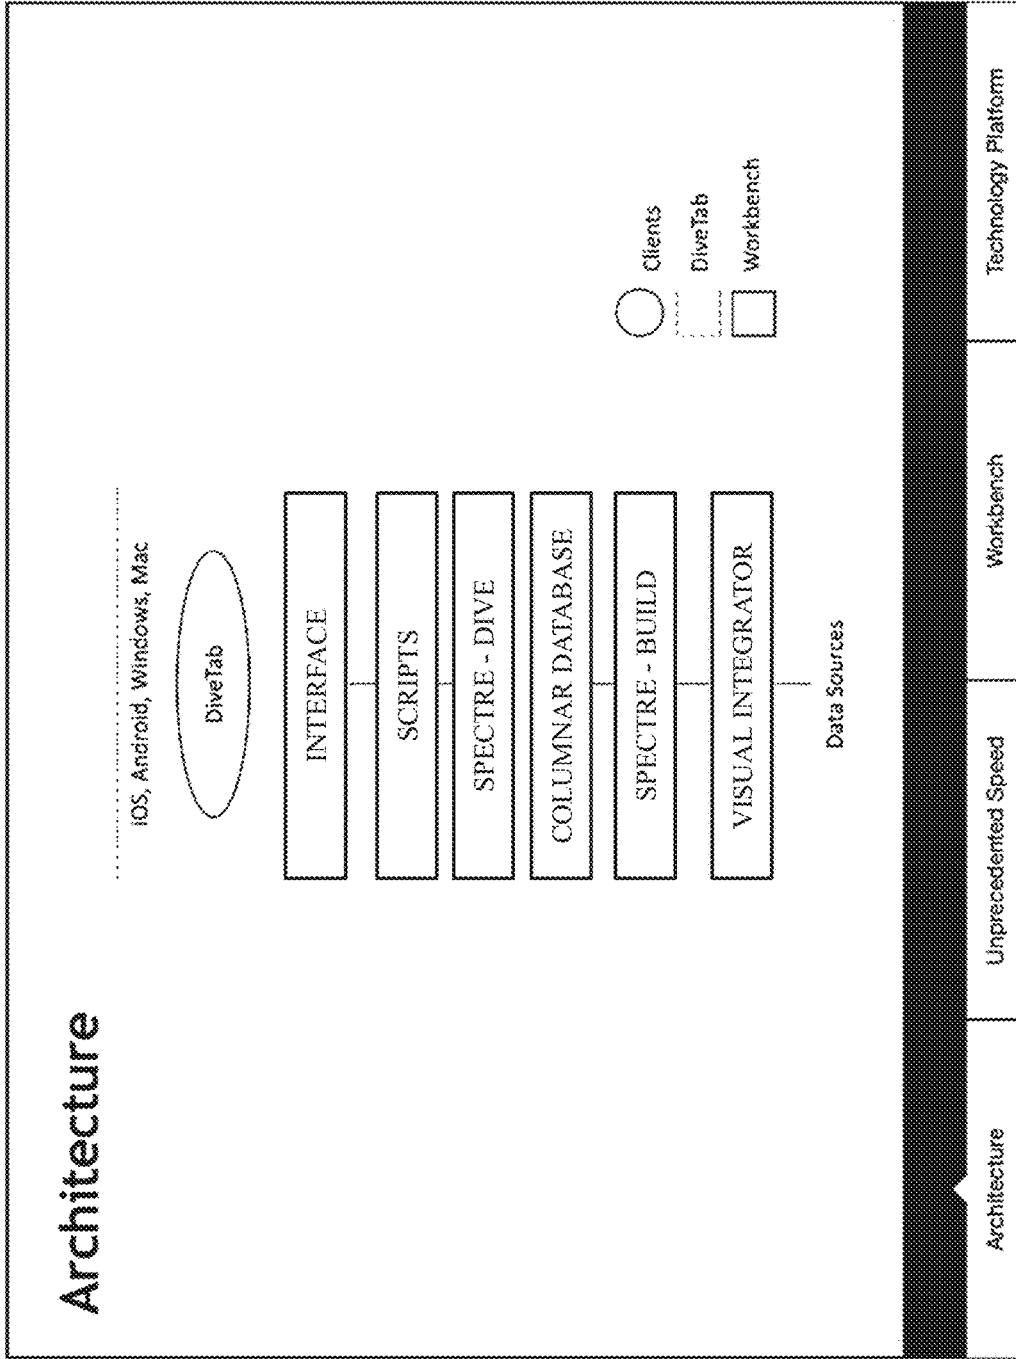 Architecture
iOS, Android, Windows, Mac
DiveTab
INTERFACE
SCRIPTS
SPECTRE - DIVE
COLUMNAR DATABASE
SPECTRE - BUILD
VISUAL INTEGRATOR
Data Sources
Clients
DiveTab
Workbench
Architecture
Unprecedented Speed
Workbench
Technology Platform